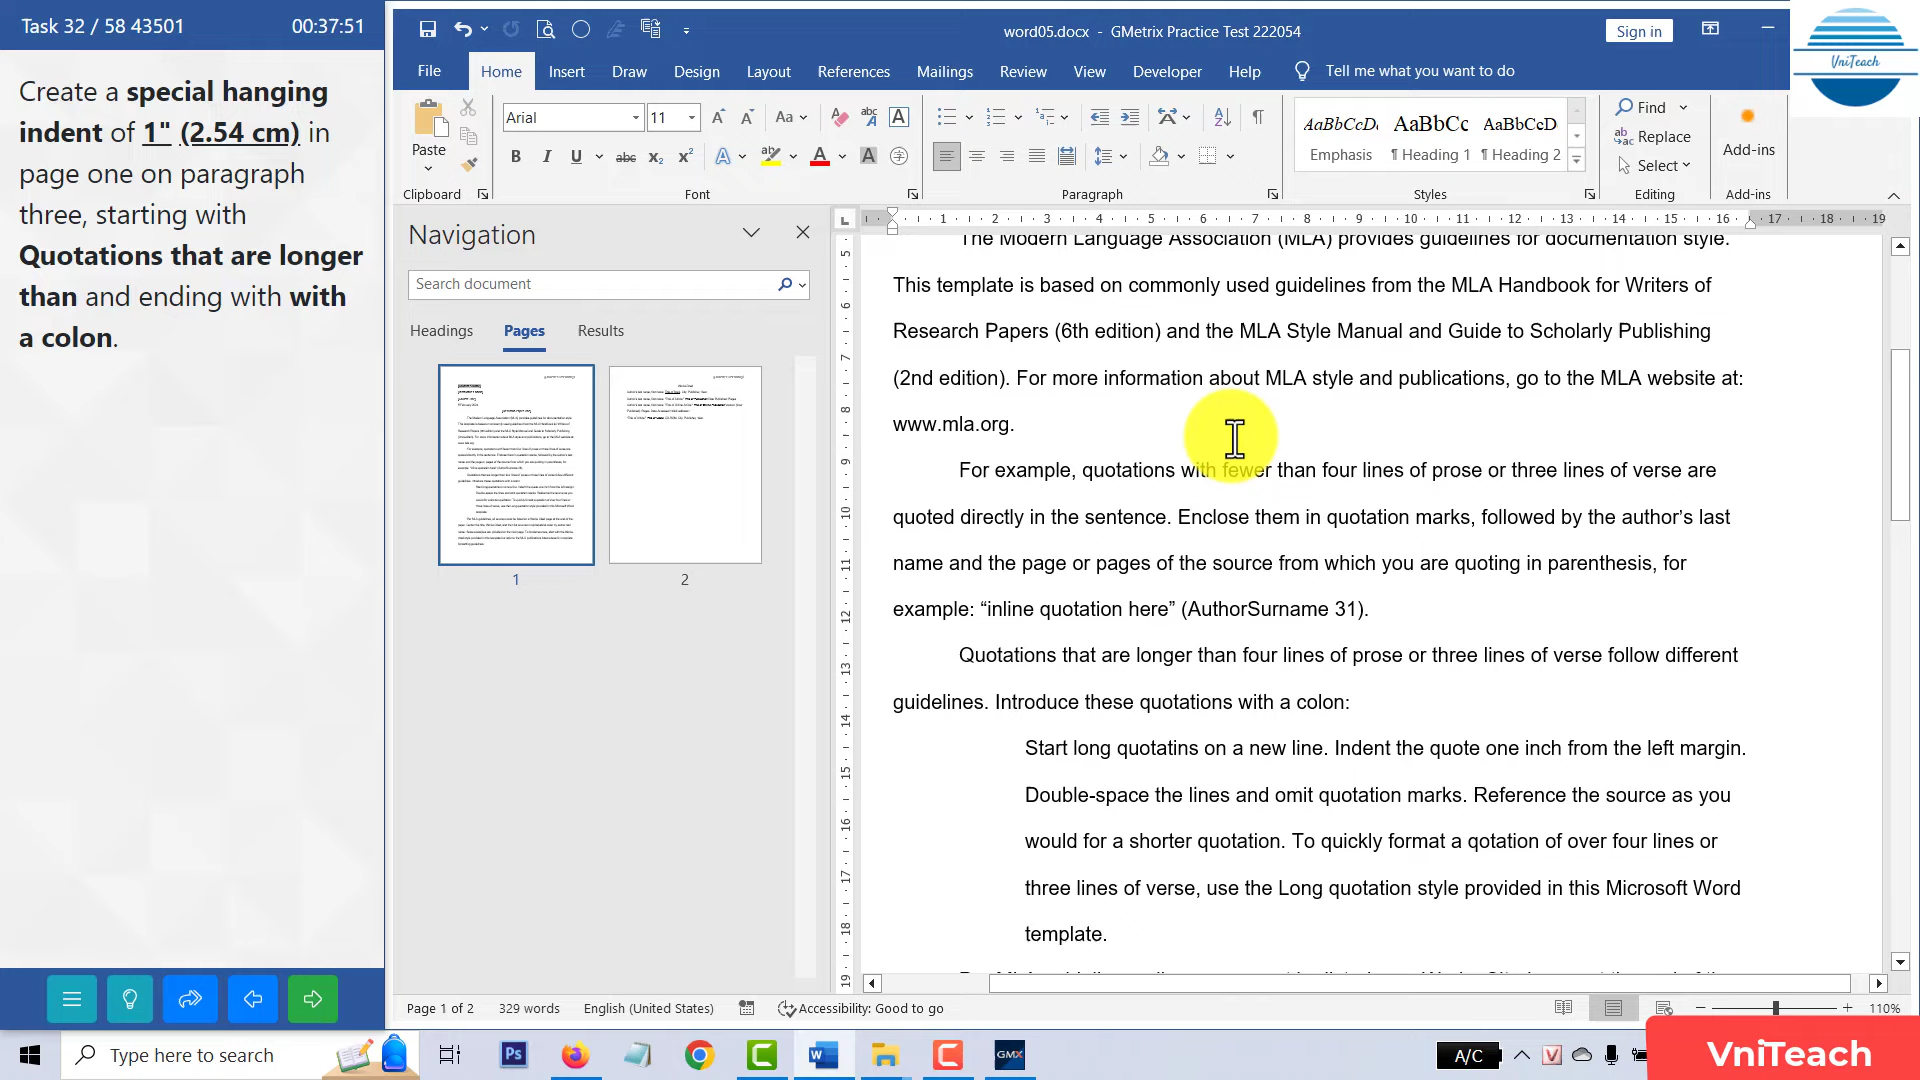 Task 32 / 58 43501 00:37:51
Create a special hanging
indent of 1" (2.54 cm) in
page one on paragraph
three, starting with
Quotations that are longer
than and ending with with
a colon.
word05.docx - GMetrix Practice Test 222054
Sign in
UniTeach
File Home Insert Draw Design Layout References Mailings Review View Developer Help Tell me what you want to do
Paste
Arial 11
AaBbCcD AaBbCc AaBbCcD
Emphasis ¶ Heading 1 ¶ Heading 2
Find
Replace
Select
Add-ins
Clipboard Font Paragraph Styles Editing Add-ins
Navigation
Search document
Headings Pages Results
1 2
The Modern Language Association (MLA) provides guidelines for documentation style.
This template is based on commonly used guidelines from the MLA Handbook for Writers of
Research Papers (6th edition) and the MLA Style Manual and Guide to Scholarly Publishing
(2nd edition). For more information about MLA style and publications, go to the MLA website at:
www.mla.org.
For example, quotations with fewer than four lines of prose or three lines of verse are
quoted directly in the sentence. Enclose them in quotation marks, followed by the author’s last
name and the page or pages of the source from which you are quoting in parenthesis, for
example: “inline quotation here” (AuthorSurname 31).
Quotations that are longer than four lines of prose or three lines of verse follow different
guidelines. Introduce these quotations with a colon:
Start long quotatins on a new line. Indent the quote one inch from the left margin.
Double-space the lines and omit quotation marks. Reference the source as you
would for a shorter quotation. To quickly format a qotation of over four lines or
three lines of verse, use the Long quotation style provided in this Microsoft Word
template.
Page 1 of 2 329 words English (United States) Accessibility: Good to go 110%
Type here to search
A/C
VniTeach